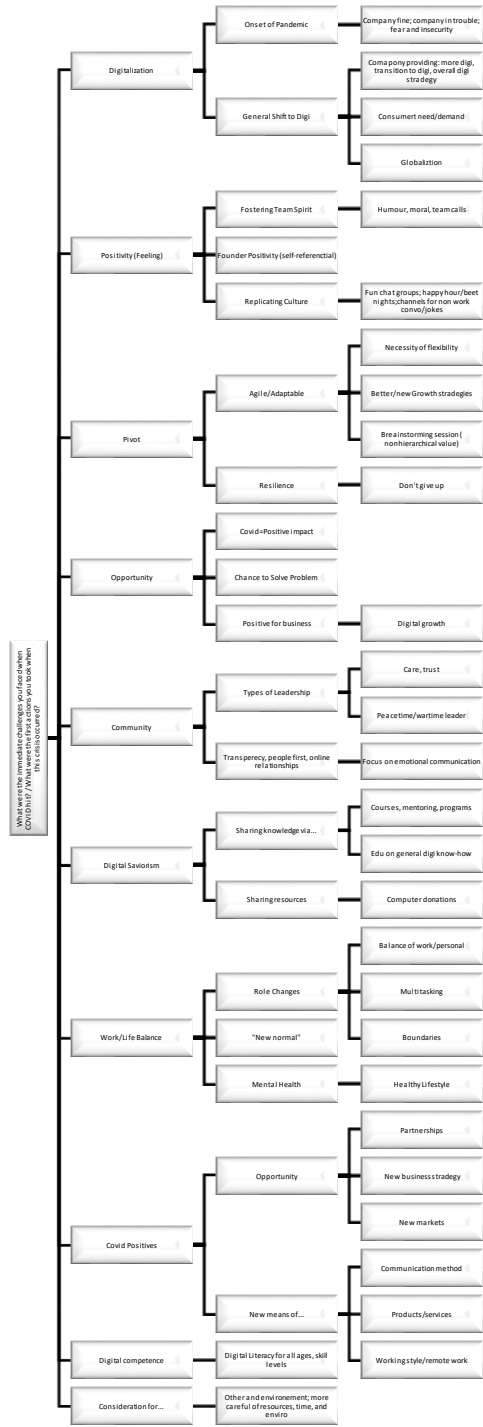 What were the immediate challenges you faced when
COVID hit? / What were the first actions you took when
this crisis occurred?
Digitalization
Onset of Pandemic
Company fine; company in trouble;
fear and insecurity
General Shift to Digi
Comapony providing: more digi,
transition to digi, overall digi
stradegy
Consumert need/demand
Globaliztion
Positivity (Feeling)
Fostering Team Spirit
Humour, moral, team calls
Founder Positivity (self-referenctial)
Replicating Culture
Fun chat groups; happy hour/beet
nights;channels for non work
convo/jokes
Pivot
Agile/Adaptable
Necessity of flexibility
Better/new Growth stradegies
Breainstorming session (
nonhierarchical value)
Resilience
Don't give up
Opportunity
Covid=Positive impact
Chance to Solve Problem
Positive for business
Digital growth
Community
Types of Leadership
Care, trust
Peacetime/wartime leader
Transperecy, people first, online
relationships
Focus on emotional communication
Digital Saviorism
Sharing knowledge via...
Courses, mentoring, programs
Edu on general digi know-how
Sharing resources
Computer donations
Work/Life Balance
Role Changes
Balance of work/personal
Multitasking
Boundaries
"New normal"
Mental Health
Healthy Lifestyle
Covid Positives
Opportunity
Partnerships
New business stradegy
New markets
New means of...
Communication method
Products/services
Working style/remote work
Digital competence
Digital Literacy for all ages, skill
levels
Consideration for...
Other and environement; more
careful of resources, time, and
enviro